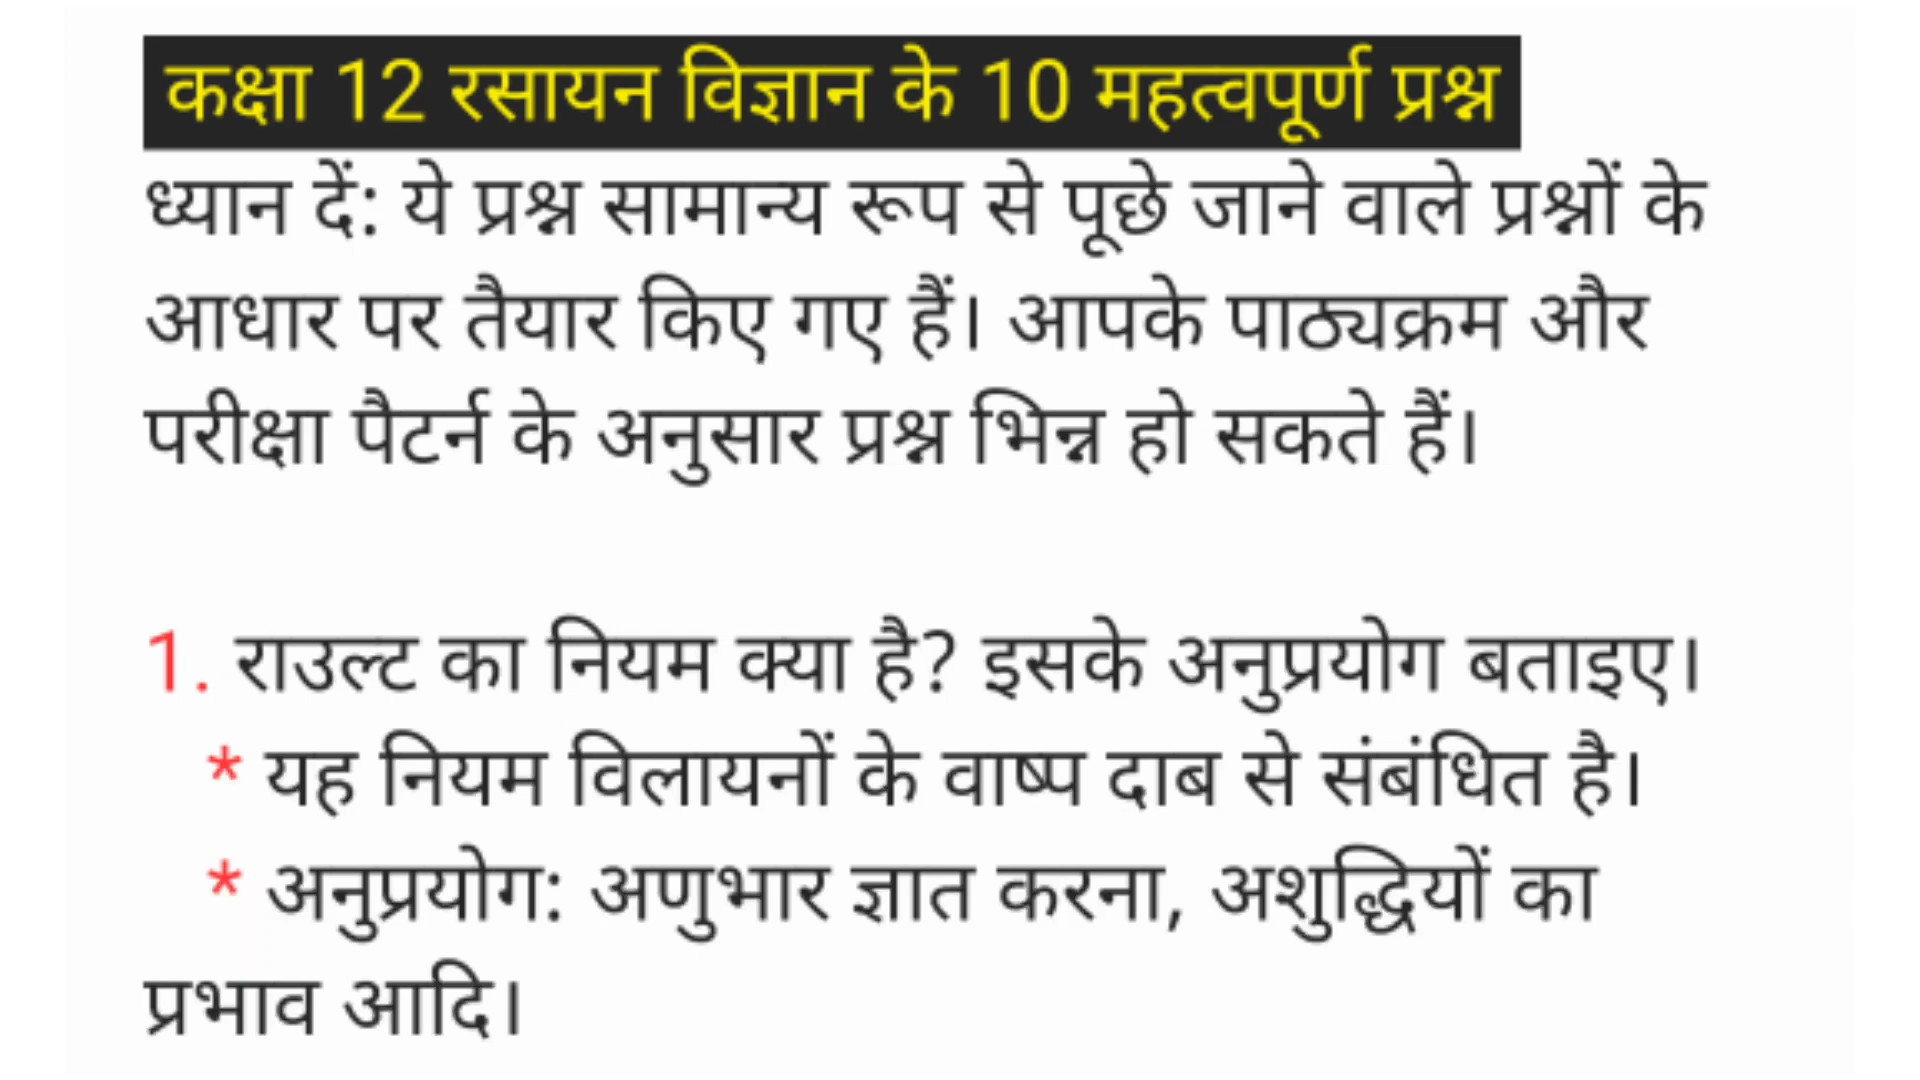 कक्षा 12 रसायन विज्ञान के 10 महत्वपूर्ण प्रश्न
ध्यान दें: ये प्रश्न सामान्य रूप से पूछे जाने वाले प्रश्नों के
आधार पर तैयार किए गए हैं। आपके पाठ्यक्रम और
परीक्षा पैटर्न के अनुसार प्रश्न भिन्न हो सकते हैं।
1. राउल्ट का नियम क्या है? इसके अनुप्रयोग बताइए।
* यह नियम विलायनों के वाष्प दाब से संबंधित है।
* अनुप्रयोग: अणुभार ज्ञात करना, अशुद्धियों का
प्रभाव आदि।